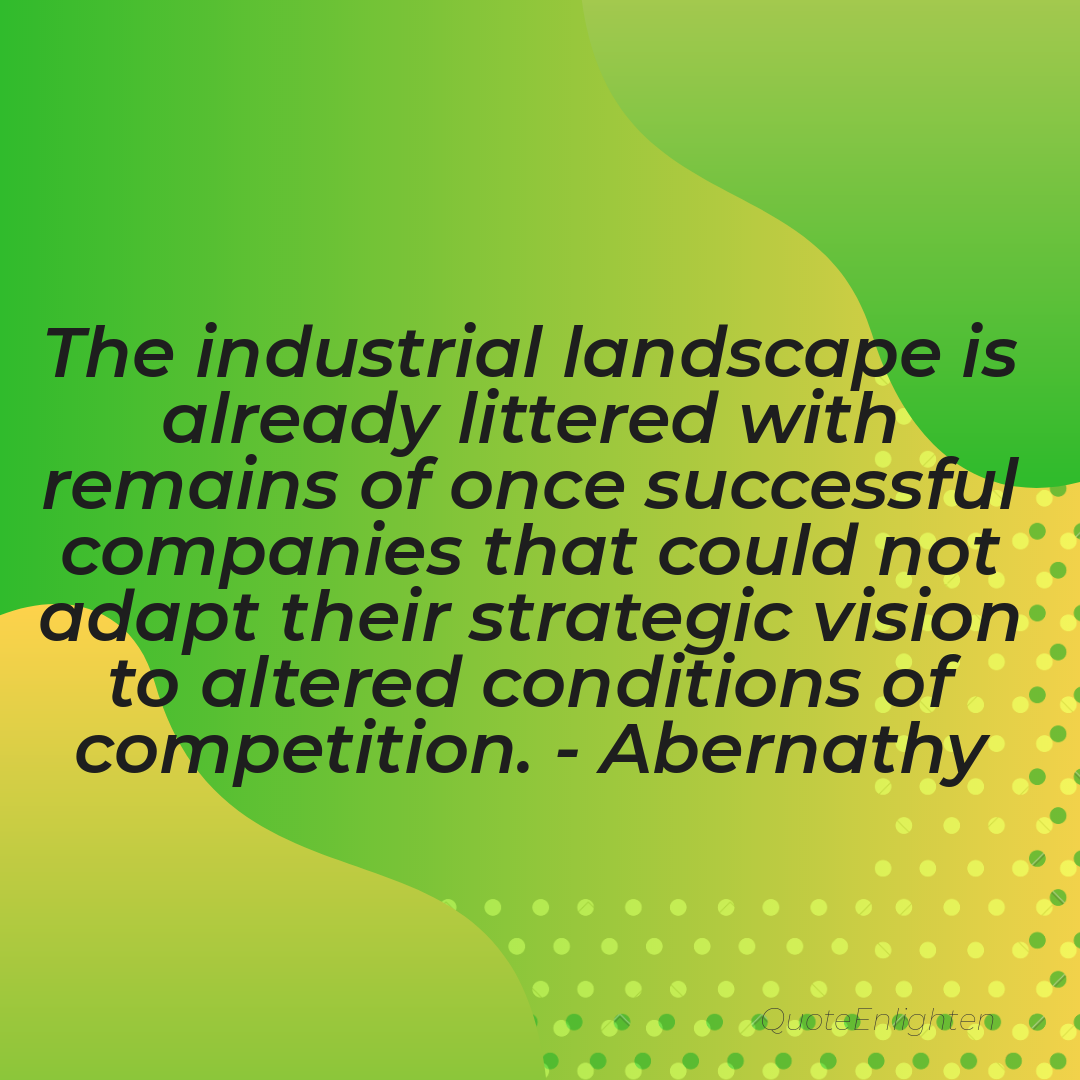 The industrial landscape is
already littered with
remains of once successful
companies that could not
adapt their strategic vision
to altered conditions of
competition. - Abernathy
QuoteEnlighten